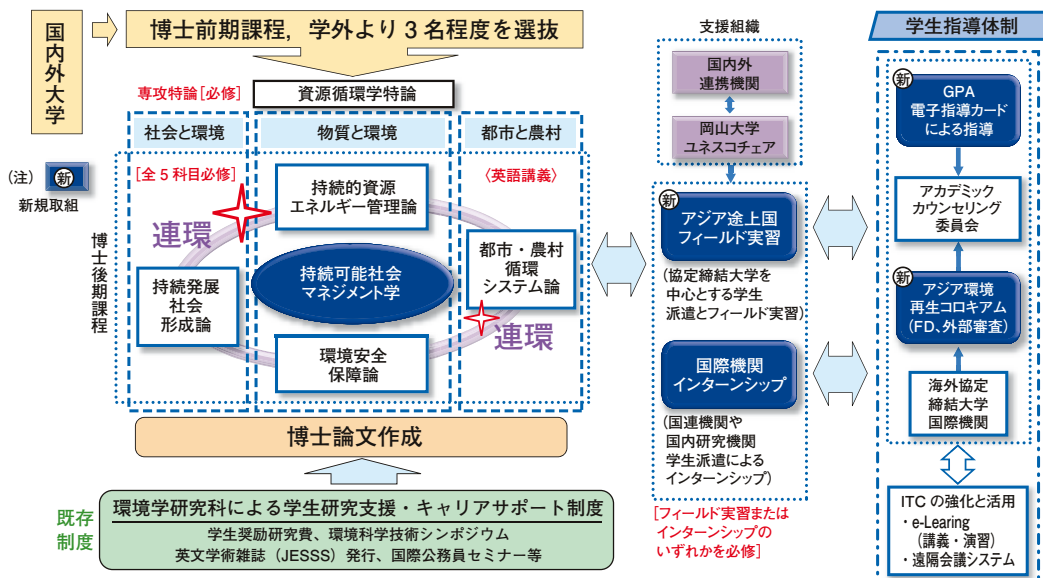 国内外大学
博士前期課程，学外より 3 名程度を選抜
専攻特論[必修]
資源循環学特論
社会と環境
物質と環境
都市と農村
(注)
新
新規取組
博士後期課程
[全 5 科目必修]
〈英語講義〉
持続的資源
エネルギー管理論
連環
持続発展
社会
形成論
持続可能社会
マネジメント学
都市・農村
循環
システム論
連環
環境安全
保障論
博士論文作成
既存
制度
環境学研究科による学生研究支援・キャリアサポート制度
学生奨励研究費、環境科学技術シンポジウム
英文学術雑誌（JESSS）発行、国際公務員セミナー等
支援組織
国内外
連携機関
岡山大学
ユネスコチェア
新
アジア途上国
フィールド実習
(協定締結大学を
中心とする学生
派遣とフィールド実習)
国際機関
インターンシップ
(国連機関や
国内研究機関
学生派遣による
インターンシップ)
[フィールド実習または
インターンシップの
いずれかを必修]
学生指導体制
新
GPA
電子指導カード
による指導
アカデミック
カウンセリング
委員会
新
アジア環境
再生コロキアム
(FD、外部審査)
海外協定
締結大学
国際機関
ITC の強化と活用
・e-Learing
(講義・演習)
・遠隔会議システム